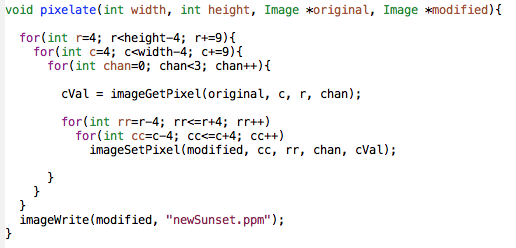 void pixelate(int width, int height, Image *original, Image *modified){
for(int r=4; r<height-4; r+=9){
for(int c=4; c<width-4; c+=9){
for(int chan=0; chan<3; chan++){
cVal = imageGetPixel(original, c, r, chan);
for(int rr=r-4; rr<=r+4; rr++)
for(int cc=c-4; cc<=c+4; cc++)
imageSetPixel(modified, cc, rr, chan, cVal);
}
}
}
imageWrite(modified, "newSunset.ppm");
}